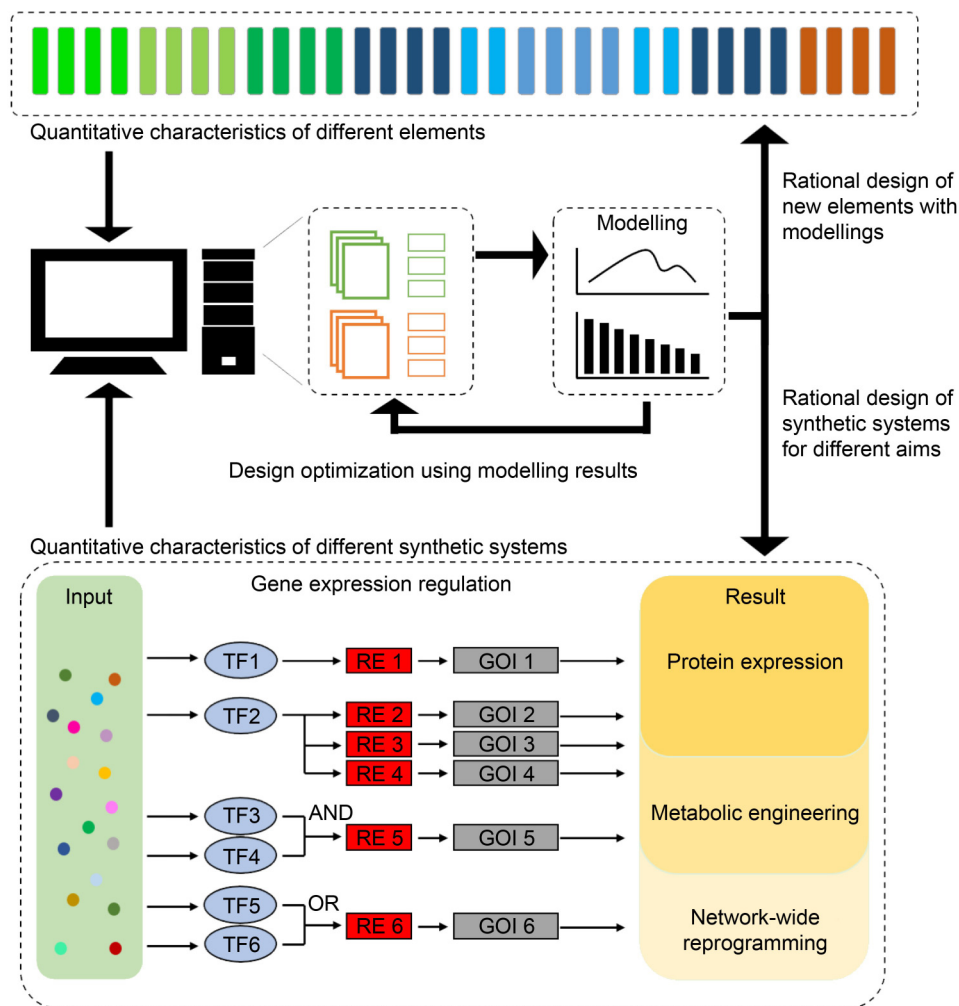 Quantitative characteristics of different elements
Rational design of
new elements with
modellings
Modelling
Rational design of
synthetic systems
for different aims
Design optimization using modelling results
Quantitative characteristics of different synthetic systems
Input
Gene expression regulation
Result
TF1
RE 1
GOI 1
Protein expression
TF2
RE 2
GOI 2
RE 3
GOI 3
RE 4
GOI 4
TF3
AND
TF4
RE 5
GOI 5
Metabolic engineering
TF5
OR
TF6
RE 6
GOI 6
Network-wide
reprogramming